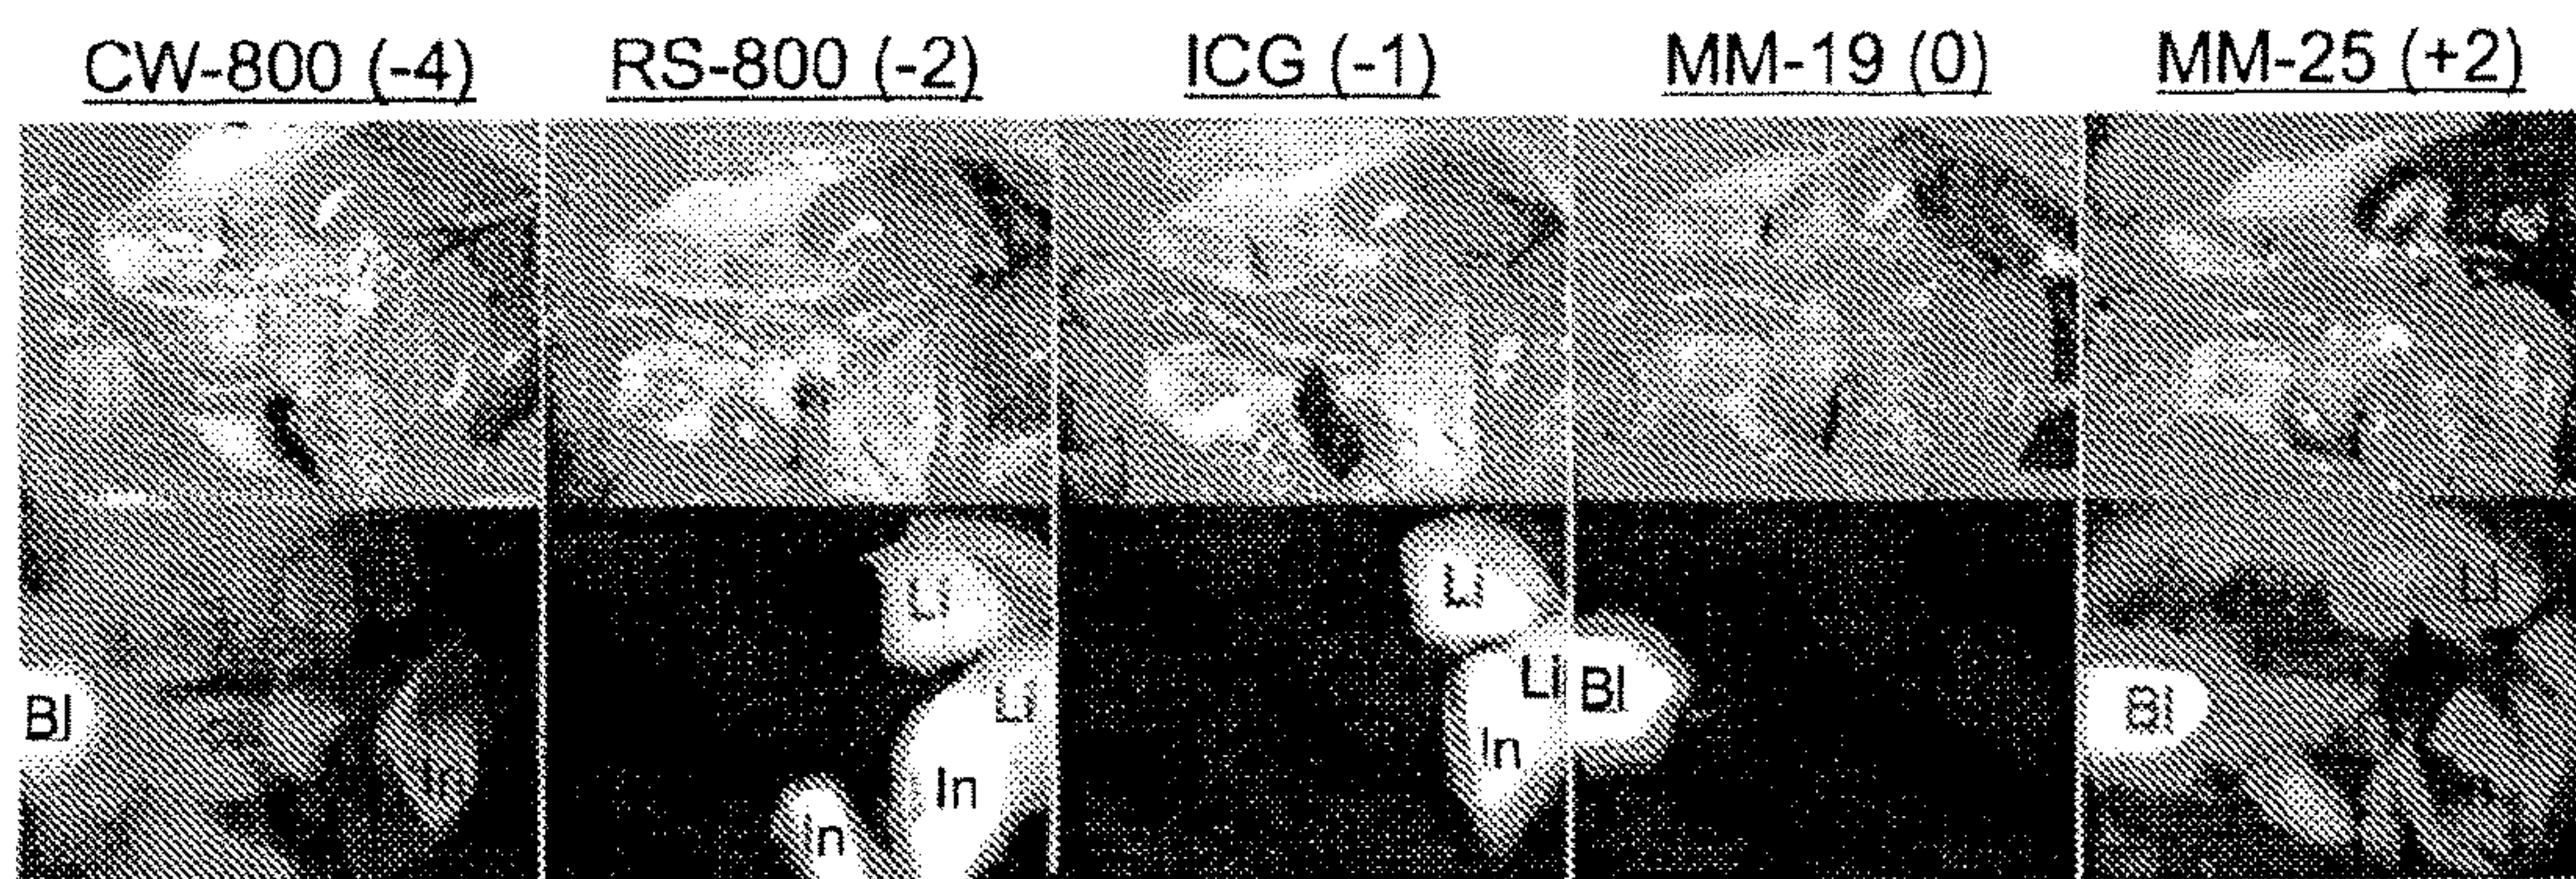 CW-800 (-4) RS-800 (-2) ICG (-1) MM-19 (0) MM-25 (+2)
Li Li Li
Li Li Bl
Bl Bl
In In In
In